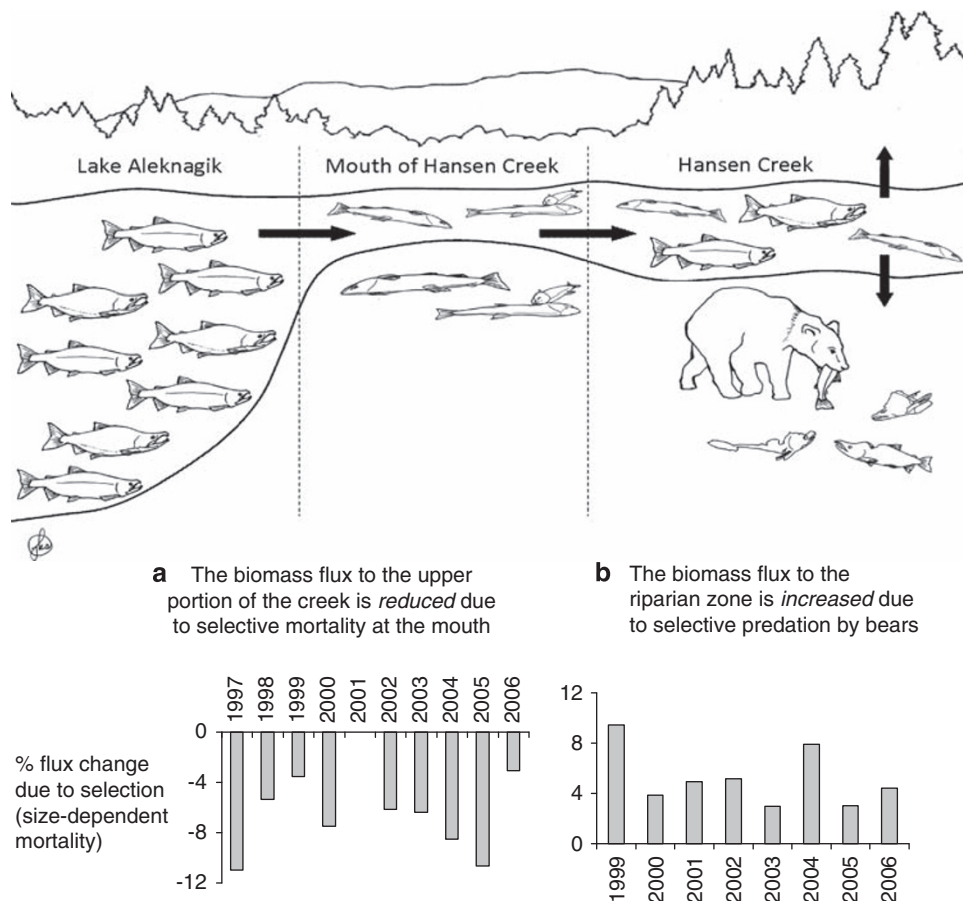 Lake Aleknagik
Mouth of Hansen Creek
Hansen Creek
a The biomass flux to the upper
portion of the creek is reduced due
to selective mortality at the mouth
b The biomass flux to the
riparian zone is increased due
to selective predation by bears
% flux change
due to selection
(size-dependent
mortality)
1997 1998 1999 2000 2001 2002 2003 2004 2005 2006
0
-4
-8
-12
12
8
4
0
1999 2000 2001 2002 2003 2004 2005 2006